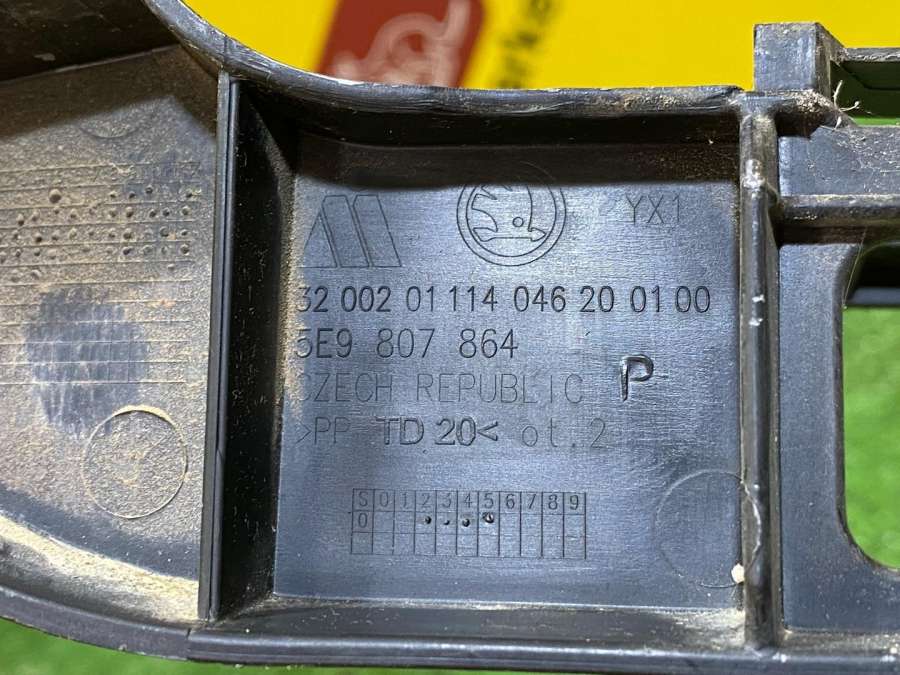 arka
YX1
32 002 01 114 046 20 01 00
5E9 807 864
CZECH REPUBLIC P
>PP TD 20< ot.2
S 0 1 2 3 4 5 6 7 8 9
0